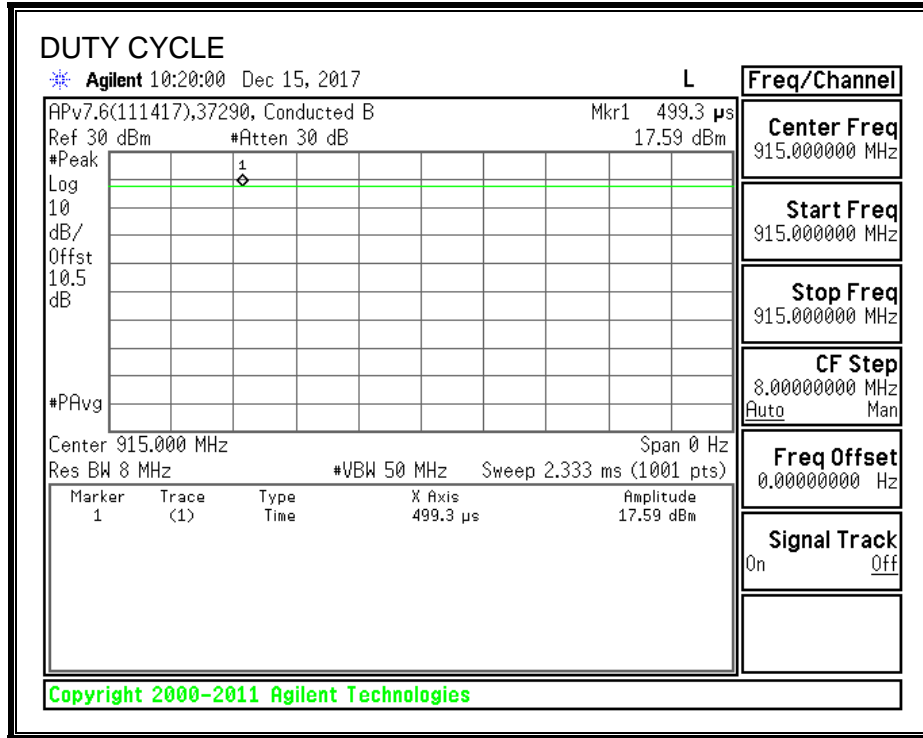 DUTY CYCLE
Agilent 10:20:00 Dec 15, 2017 L
APv7.6(111417),37290, Conducted B Mkr1 499.3 µs
Ref 30 dBm #Atten 30 dB 17.59 dBm
#Peak
Log
10
dB/
Offst
10.5
dB
#PAvg
1
Center 915.000 MHz Span 0 Hz
Res BW 8 MHz #VBW 50 MHz Sweep 2.333 ms (1001 pts)
Marker Trace Type X Axis Amplitude
1 (1) Time 499.3 µs 17.59 dBm
Freq/Channel
Center Freq
915.000000 MHz
Start Freq
915.000000 MHz
Stop Freq
915.000000 MHz
CF Step
8.00000000 MHz
Auto Man
Freq Offset
0.00000000 Hz
Signal Track
On Off
Copyright 2000-2011 Agilent Technologies